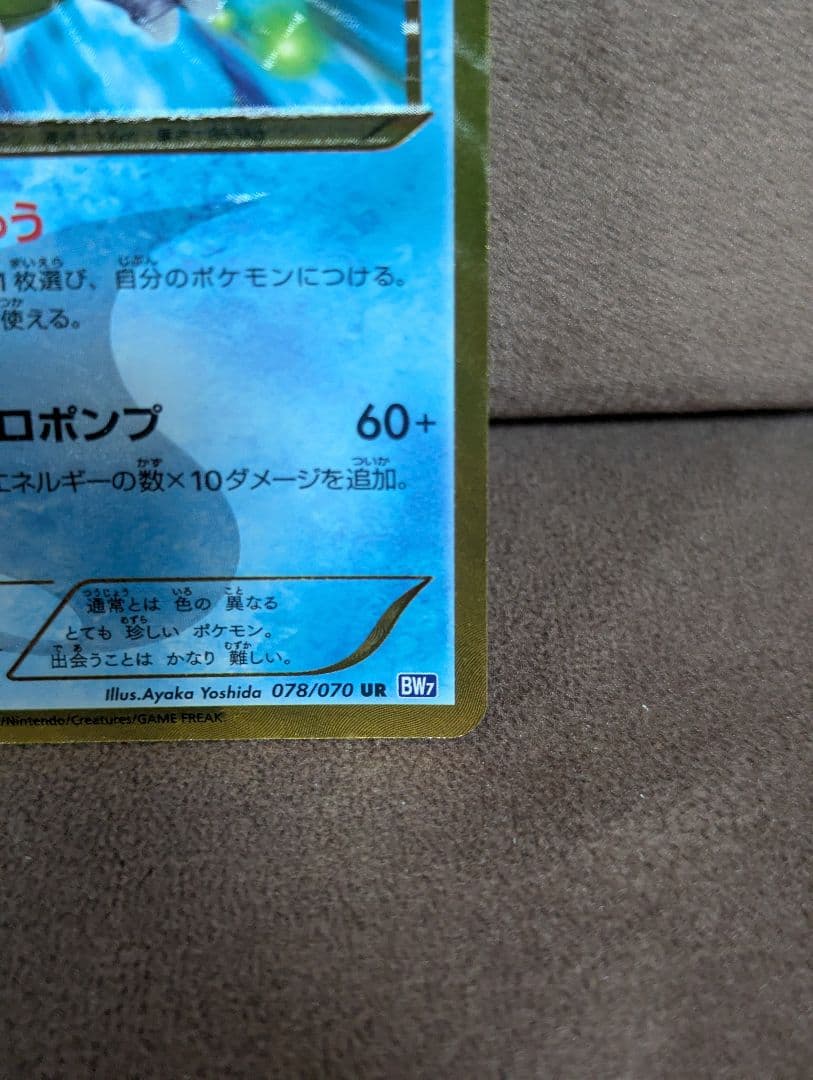 う
1枚選び、自分のポケモンにつける。
使える。
ロポンプ 60+
エネルギーの数×10ダメージを追加。
通常とは 色の 異なる
とても 珍しい ポケモン。
出会うことは かなり 難しい。
Illus.Ayaka Yoshida 078/070 UR BW7
/Nintendo/Creatures/GAME FREAK